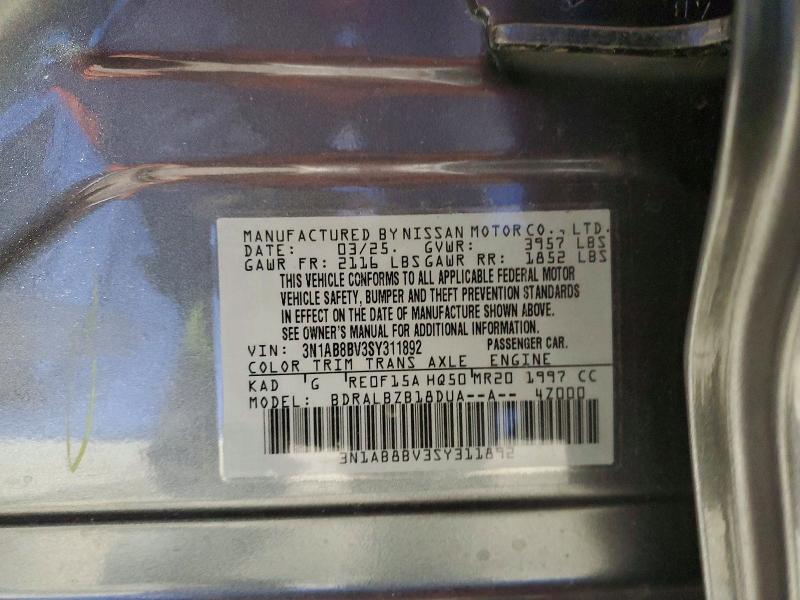 MANUFACTURED BY NISSAN MOTOR CO., LTD.
DATE: 03/25. GVWR: 3957 LBS
GAWR FR: 2116 LBS GAWR RR: 1852 LBS
THIS VEHICLE CONFORMS TO ALL APPLICABLE FEDERAL MOTOR
VEHICLE SAFETY, BUMPER AND THEFT PREVENTION STANDARDS
IN EFFECT ON THE DATE OF MANUFACTURE SHOWN ABOVE.
SEE OWNER'S MANUAL FOR ADDITIONAL INFORMATION.
VIN: 3N1AB8BV3SY311892 PASSENGER CAR.
COLOR TRIM TRANS AXLE ENGINE
KAD G RE0F15A HQ50 MR20 1997 CC
MODEL: BDRALBZB18DUA--A-- 4Z000
3N1AB8BV3SY311892